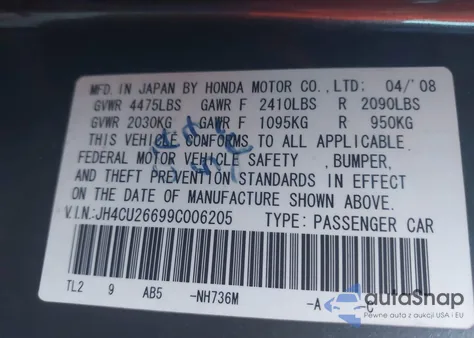 MFD. IN JAPAN BY HONDA MOTOR CO., LTD: 04/'08
GVWR 4475LBS GAWR F 2410LBS R 2090LBS
GVWR 2030KG GAWR F 1095KG R 950KG
THIS VEHICLE CONFORMS TO ALL APPLICABLE
FEDERAL MOTOR VEHICLE SAFETY ,BUMPER,
AND THEFT PREVENTION STANDARDS IN EFFECT
ON THE DATE OF MANUFACTURE SHOWN ABOVE.
V.I.N.:JH4CU26699C006205 TYPE: PASSENGER CAR
TL2 9 AB5 -NH736M -A - -C
autoSnap
Pewne auta z aukcji USA i EU